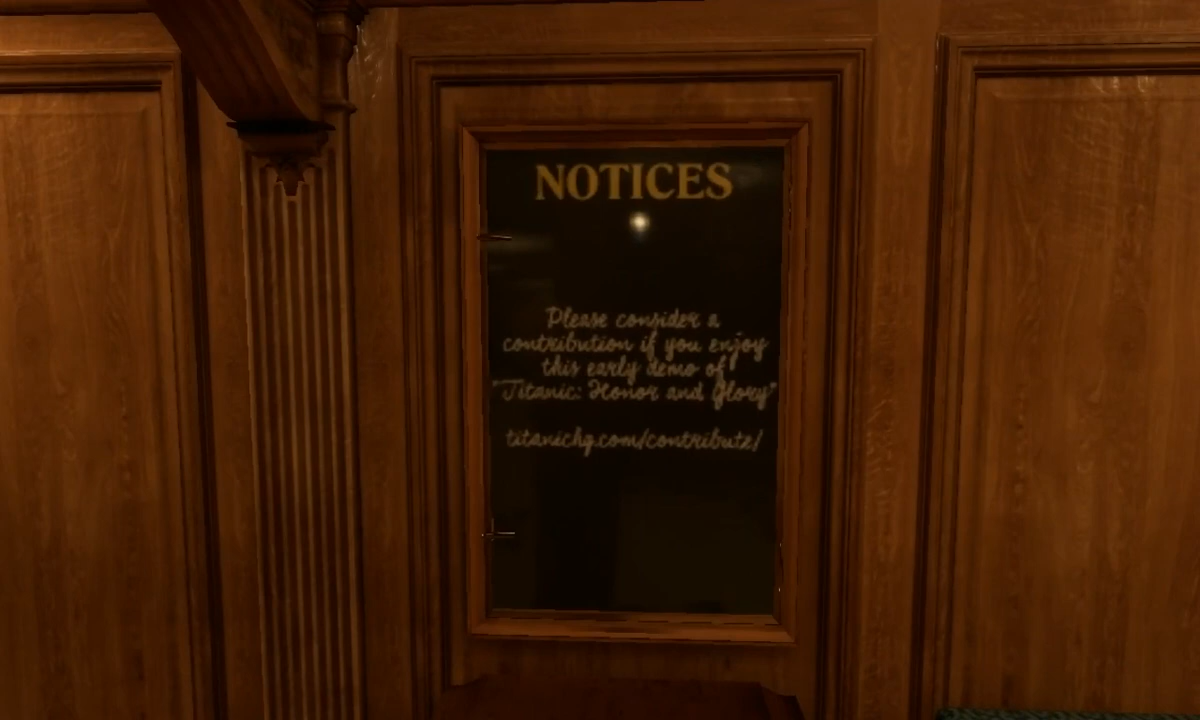 NOTICES
Please consider a
contribution if you enjoy
this early demo of
"Titanic: Honor and Glory"
titanichg.com/contribute/